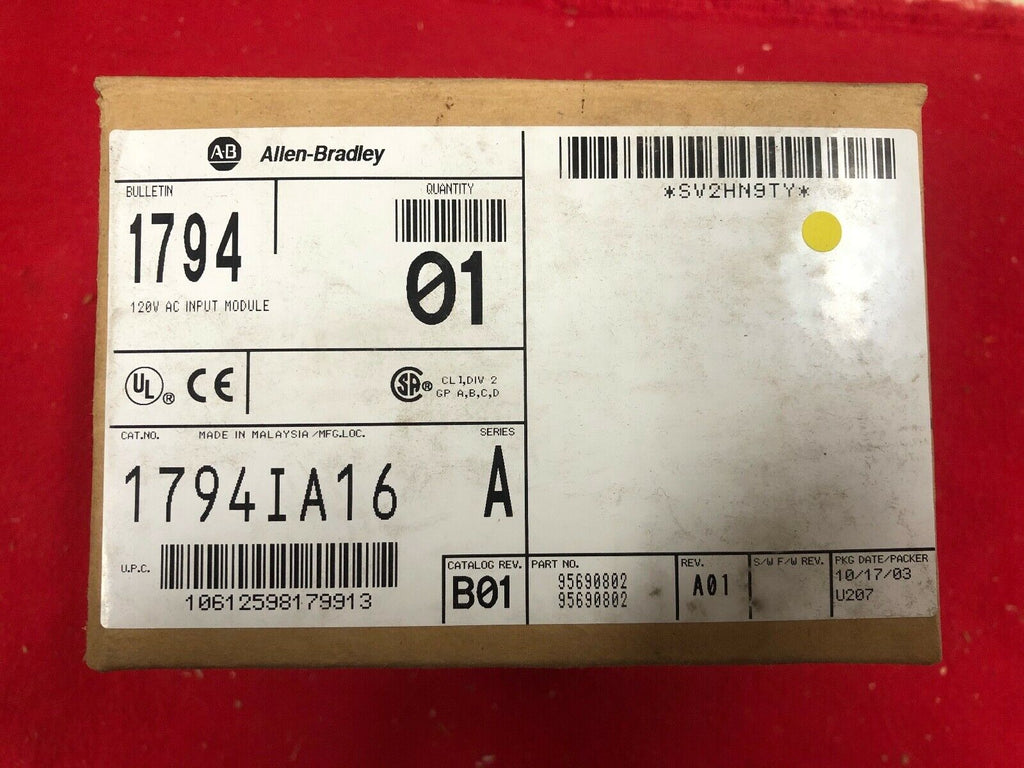 AB Allen-Bradley
BULLETIN
1794
120V AC INPUT MODULE
QUANTITY
01
UL® CE
SA® CL1,DIV 2
GP A,B,C,D
CAT.NO. MADE IN MALAYSIA /MFG.LOC. SERIES
1794IA16 A
U.P.C.
10612598179913
*SV2HN9TY*
CATALOG REV.
B01
PART NO.
95690802
95690802
REV.
A01
S/W F/W REV.
PKG DATE/PACKER
10/17/03
U207